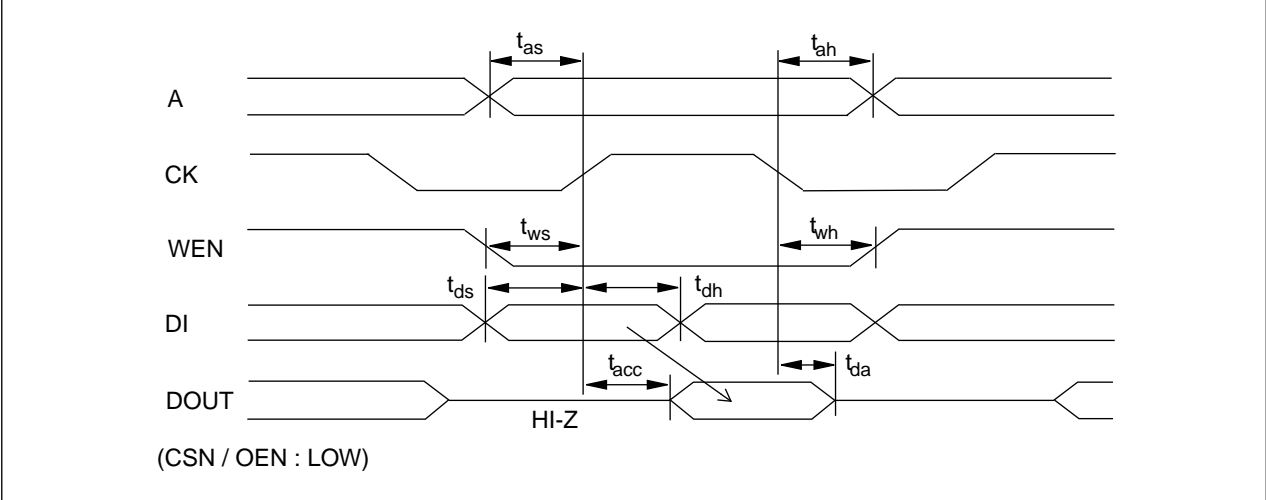 tas
tah
A
CK
tws
twh
WEN
tds
tdh
DI
tacc
tda
DOUT
HI-Z
(CSN / OEN : LOW)